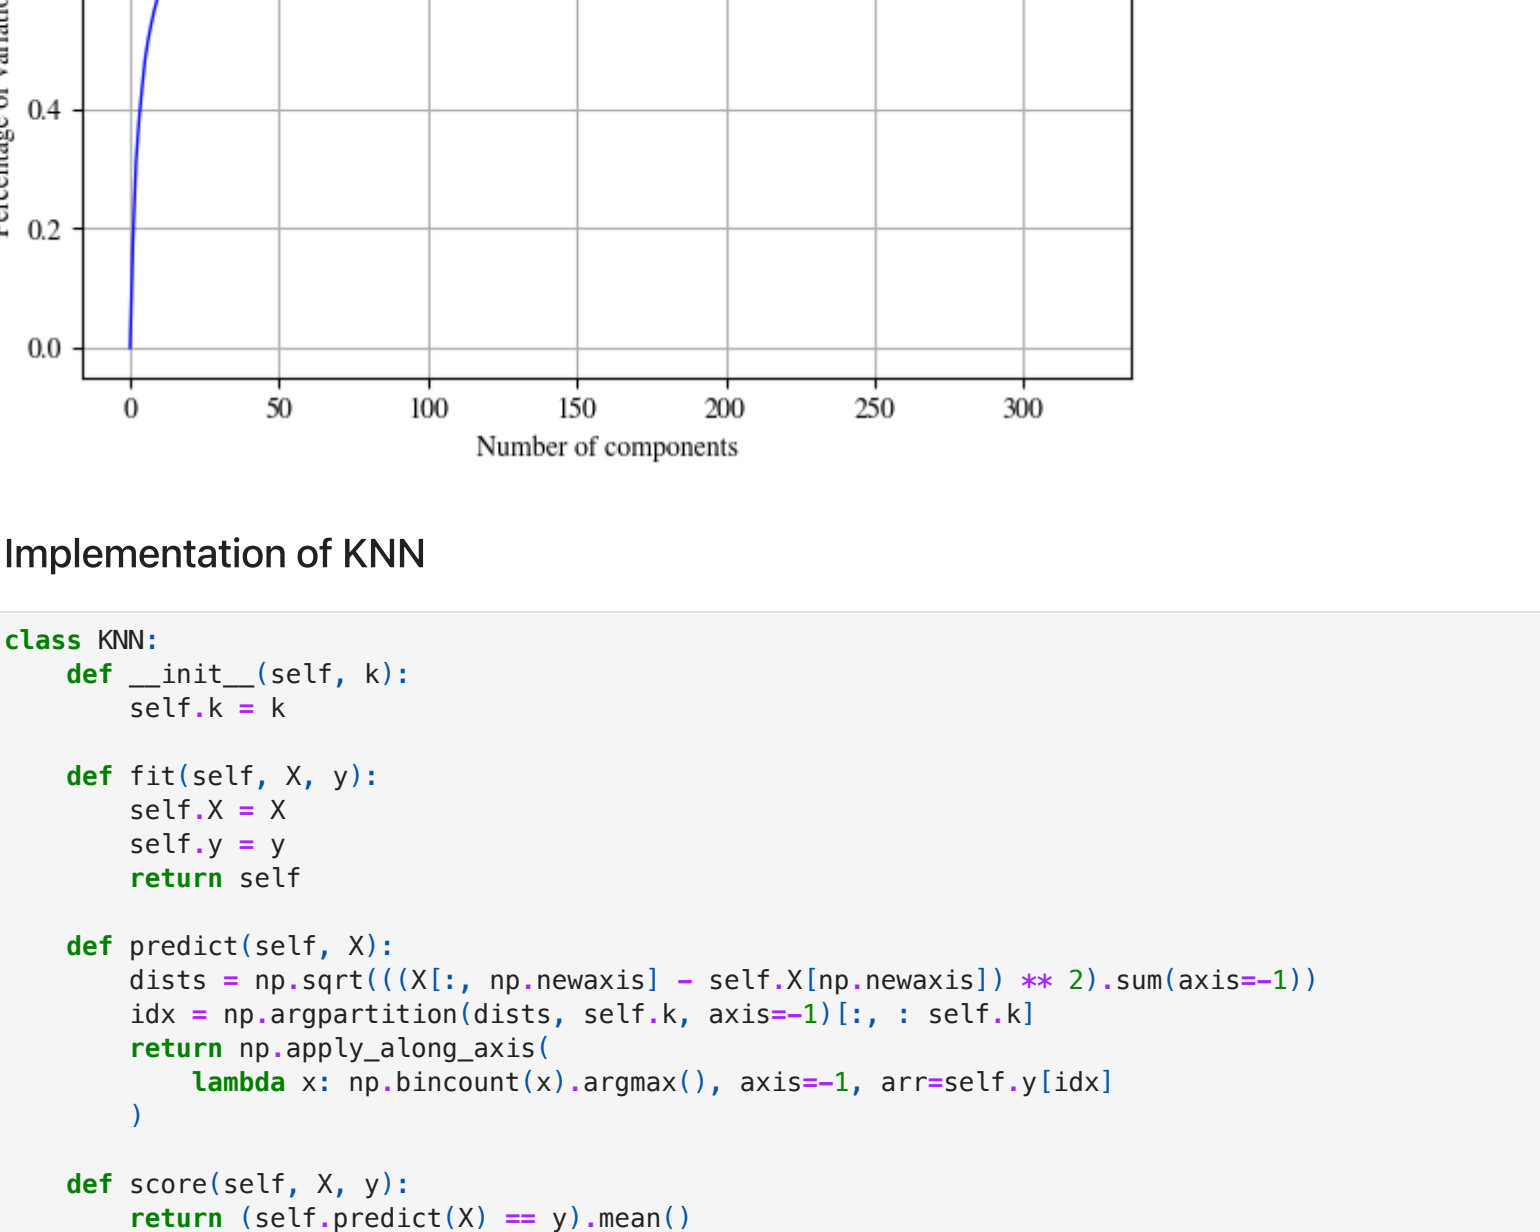 Percentage of variatio
0.4
0.2
0.0
0 50 100 150 200 250 300
Number of components
Implementation of KNN
class KNN:
    def __init__(self, k):
        self.k = k
    def fit(self, X, y):
        self.X = X
        self.y = y
        return self
    def predict(self, X):
        dists = np.sqrt(((X[:, np.newaxis] - self.X[np.newaxis]) ** 2).sum(axis=-1))
        idx = np.argpartition(dists, self.k, axis=-1)[:, : self.k]
        return np.apply_along_axis(
            lambda x: np.bincount(x).argmax(), axis=-1, arr=self.y[idx]
        )
    def score(self, X, y):
        return (self.predict(X) == y).mean()